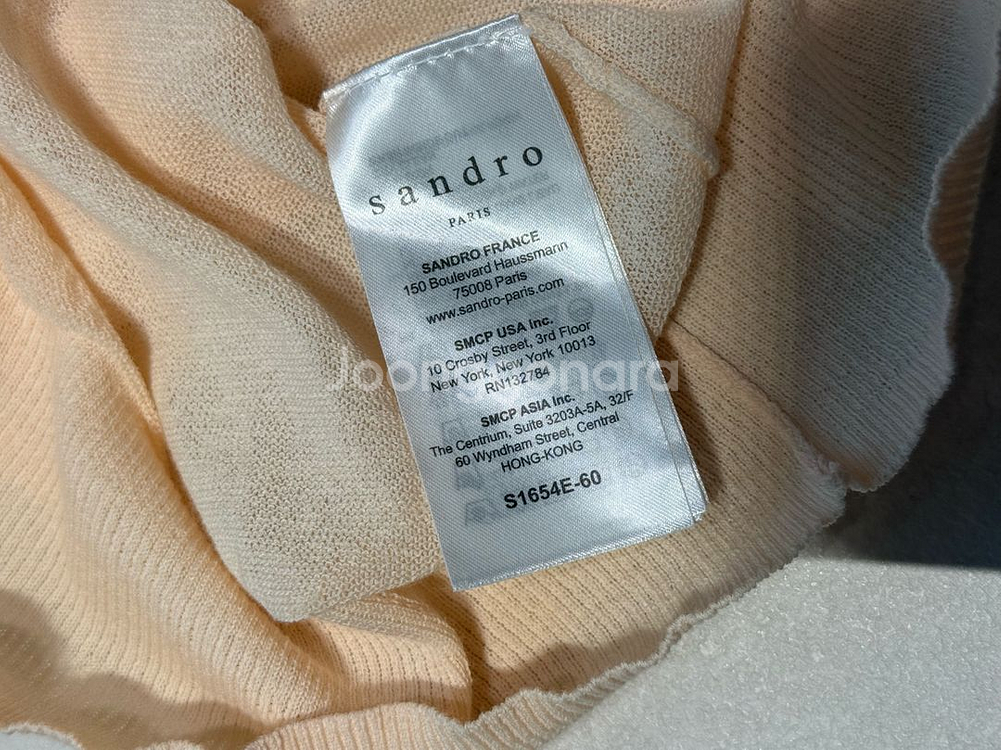 sandro
PARIS
SANDRO FRANCE
150 Boulevard Haussmann
75008 Paris
www.sandro-paris.com
SMCP USA Inc.
10 Crosby Street, 3rd Floor
New York, New York 10013
RN132784
Joongonara
SMCP ASIA Inc.
The Centrium, Suite 3203A-5A, 32/F
60 Wyndham Street, Central
HONG-KONG
S1654E-60